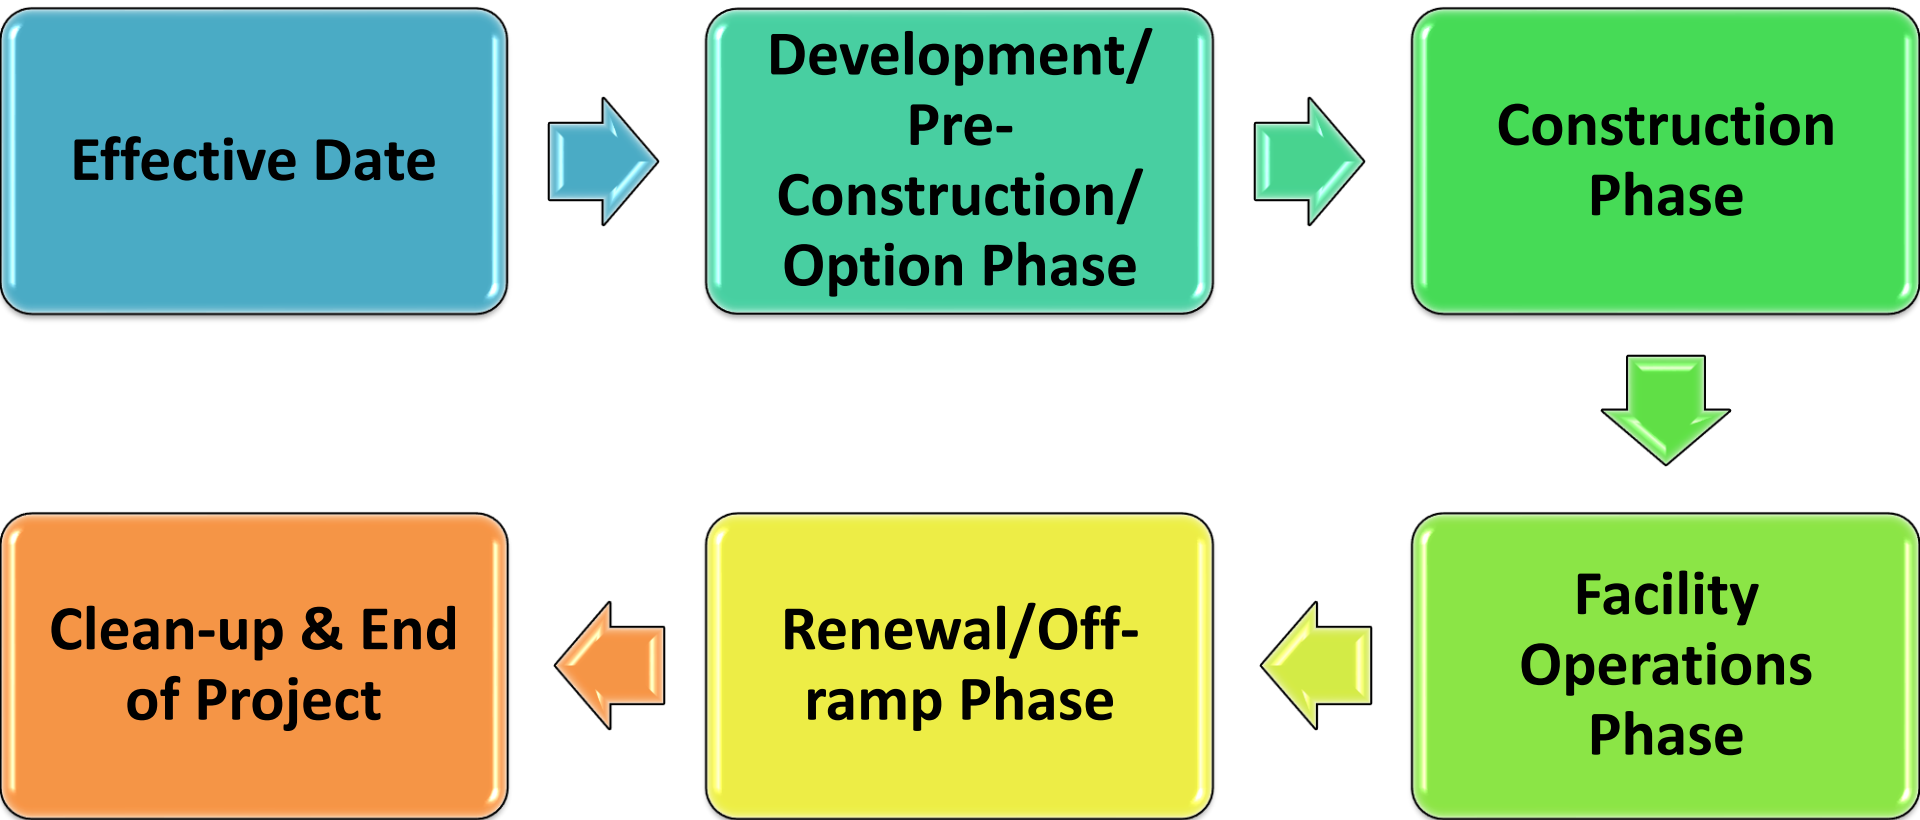 Effective Date
Development/
Pre-
Construction/
Option Phase
Construction
Phase
Facility
Operations
Phase
Renewal/Off-
ramp Phase
Clean-up & End
of Project